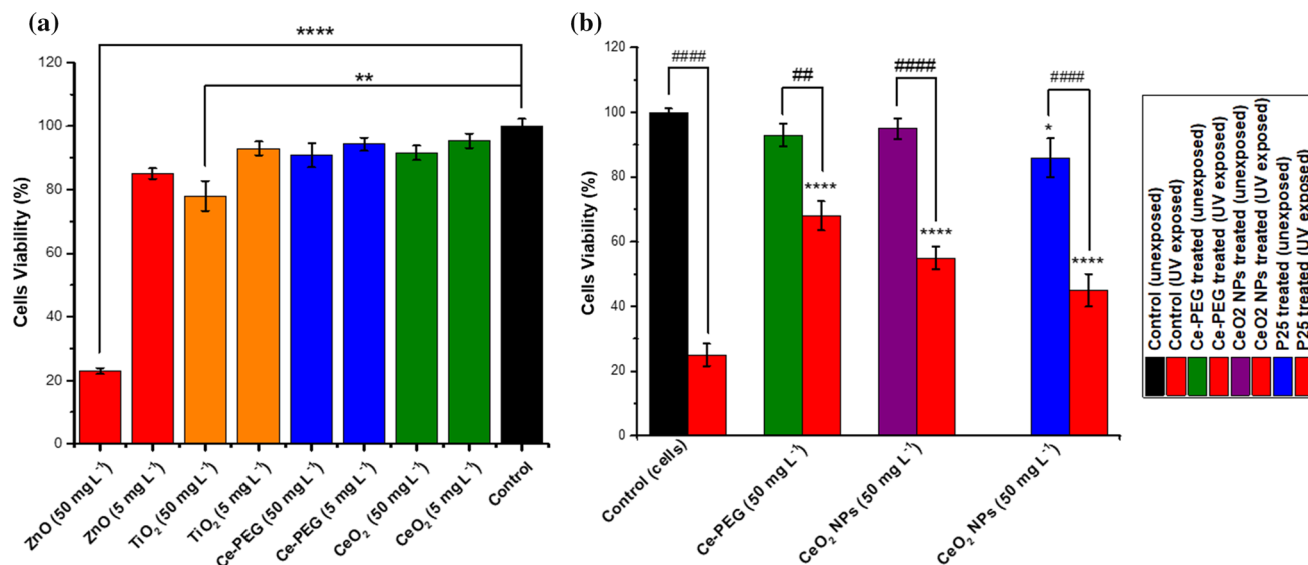 (a)
****
**
120
100
80
60
40
20
0
Cells Viability (%)
ZnO (50 mg L⁻¹)
ZnO (5 mg L⁻¹)
TiO₂ (50 mg L⁻¹)
TiO₂ (5 mg L⁻¹)
Ce-PEG (50 mg L⁻¹)
Ce-PEG (5 mg L⁻¹)
CeO₂ (50 mg L⁻¹)
CeO₂ (5 mg L⁻¹)
Control
(b)
####
##
####
####
120
100
80
60
40
20
0
Cells Viability (%)
****
****
*
****
Control (cells)
Ce-PEG (50 mg L⁻¹)
CeO₂ NPs (50 mg L⁻¹)
CeO₂ NPs (50 mg L⁻¹)
Control (unexposed)
Control (UV exposed)
Ce-PEG treated (unexposed)
Ce-PEG treated (UV exposed)
CeO2 NPs treated (unexposed)
CeO2 NPs treated (UV exposed)
P25 treated (unexposed)
P25 treated (UV exposed)